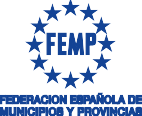 FEMP
FEDERACION ESPAÑOLA DE
MUNICIPIOS Y PROVINCIAS